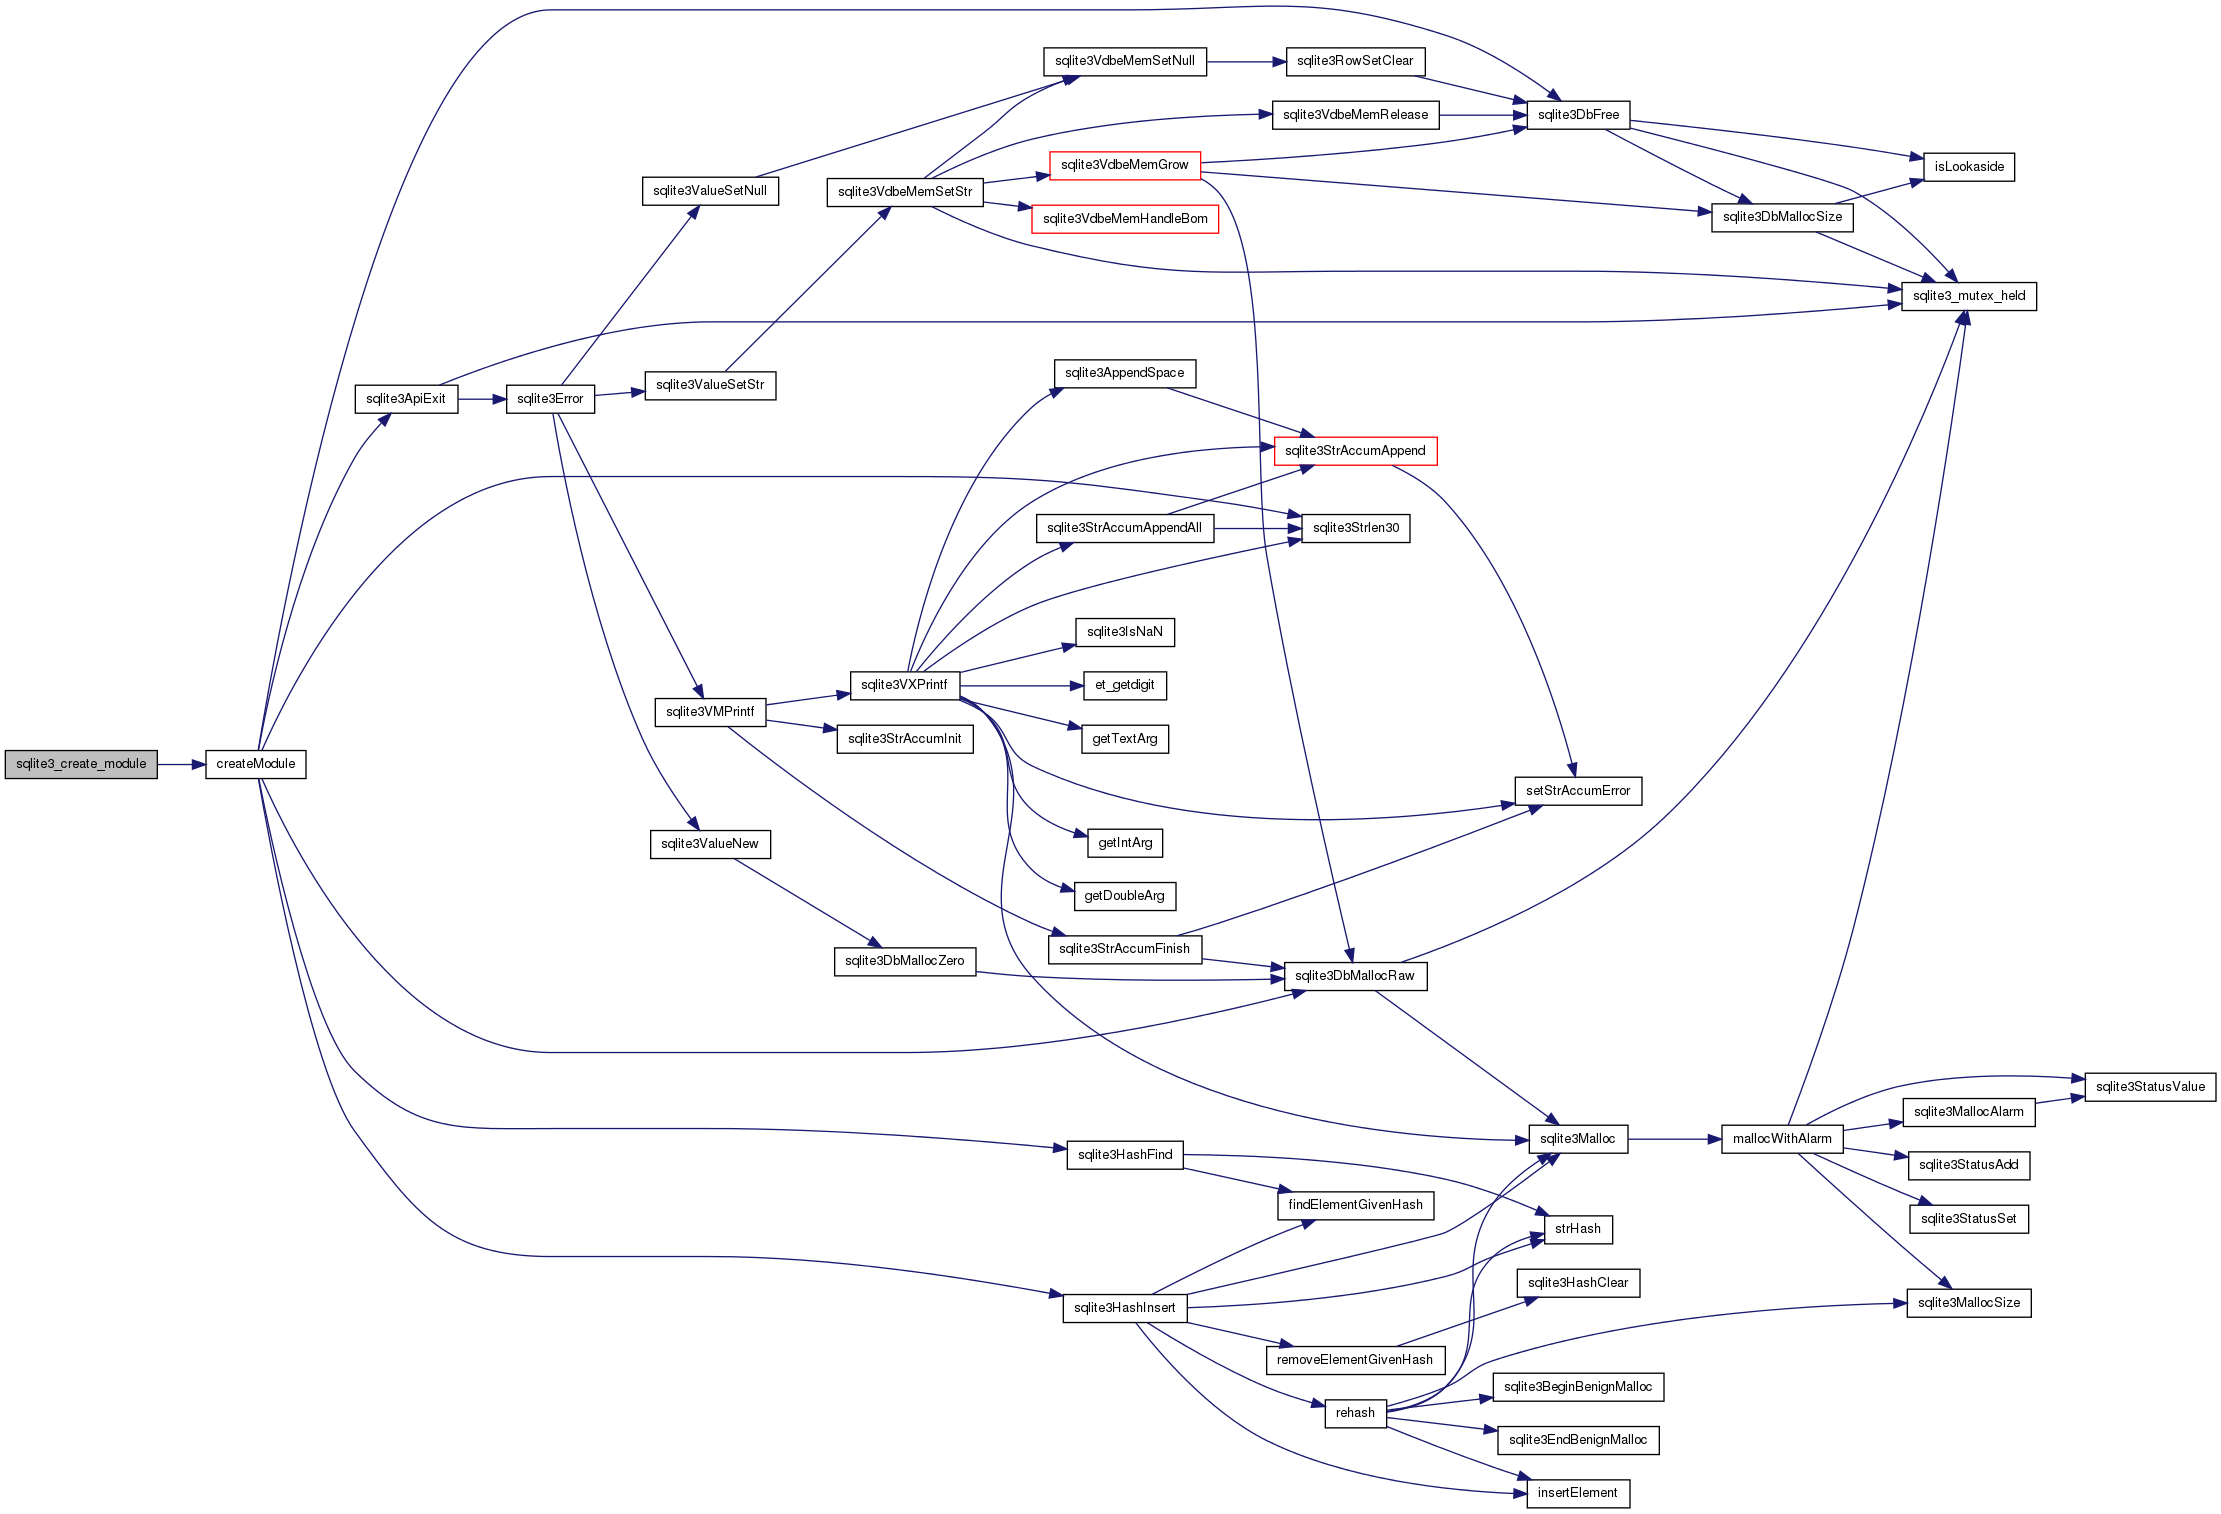 sqlite3_create_module
createModule
sqlite3ApiExit
sqlite3Error
sqlite3ValueSetNull
sqlite3ValueSetStr
sqlite3VMPrintf
sqlite3ValueNew
sqlite3VdbeMemSetStr
sqlite3VXPrintf
sqlite3StrAccumInit
sqlite3DbMallocZero
sqlite3VdbeMemSetNull
sqlite3VdbeMemGrow
sqlite3VdbeMemHandleBom
sqlite3AppendSpace
sqlite3StrAccumAppendAll
sqlite3IsNaN
et_getdigit
getTextArg
getIntArg
getDoubleArg
sqlite3StrAccumFinish
sqlite3HashFind
sqlite3HashInsert
sqlite3RowSetClear
sqlite3VdbeMemRelease
sqlite3StrAccumAppend
sqlite3Strlen30
sqlite3DbMallocRaw
findElementGivenHash
removeElementGivenHash
rehash
sqlite3DbFree
setStrAccumError
sqlite3Malloc
strHash
sqlite3HashClear
sqlite3BeginBenignMalloc
sqlite3EndBenignMalloc
insertElement
sqlite3DbMallocSize
mallocWithAlarm
isLookaside
sqlite3_mutex_held
sqlite3MallocAlarm
sqlite3StatusAdd
sqlite3StatusSet
sqlite3MallocSize
sqlite3StatusValue